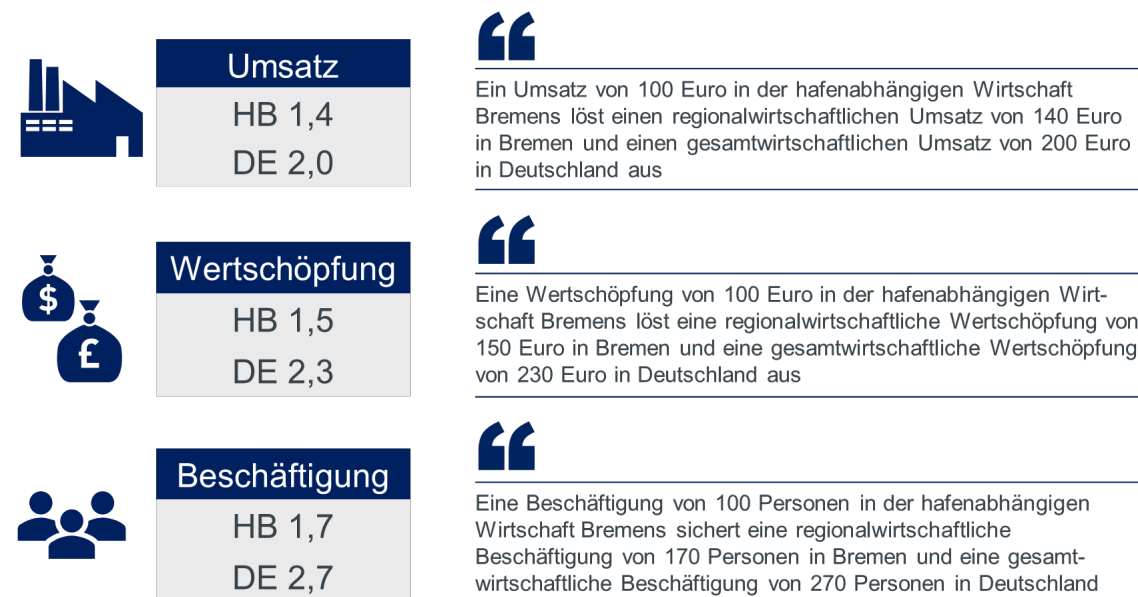 Umsatz
HB 1,4
DE 2,0
Ein Umsatz von 100 Euro in der hafenabhängigen Wirtschaft
Bremens löst einen regionalwirtschaftlichen Umsatz von 140 Euro
in Bremen und einen gesamtwirtschaftlichen Umsatz von 200 Euro
in Deutschland aus
$
£
Wertschöpfung
HB 1,5
DE 2,3
Eine Wertschöpfung von 100 Euro in der hafenabhängigen Wirt-
schaft Bremens löst eine regionalwirtschaftliche Wertschöpfung von
150 Euro in Bremen und eine gesamtwirtschaftliche Wertschöpfung
von 230 Euro in Deutschland aus
Beschäftigung
HB 1,7
DE 2,7
Eine Beschäftigung von 100 Personen in der hafenabhängigen
Wirtschaft Bremens sichert eine regionalwirtschaftliche
Beschäftigung von 170 Personen in Bremen und eine gesamt-
wirtschaftliche Beschäftigung von 270 Personen in Deutschland